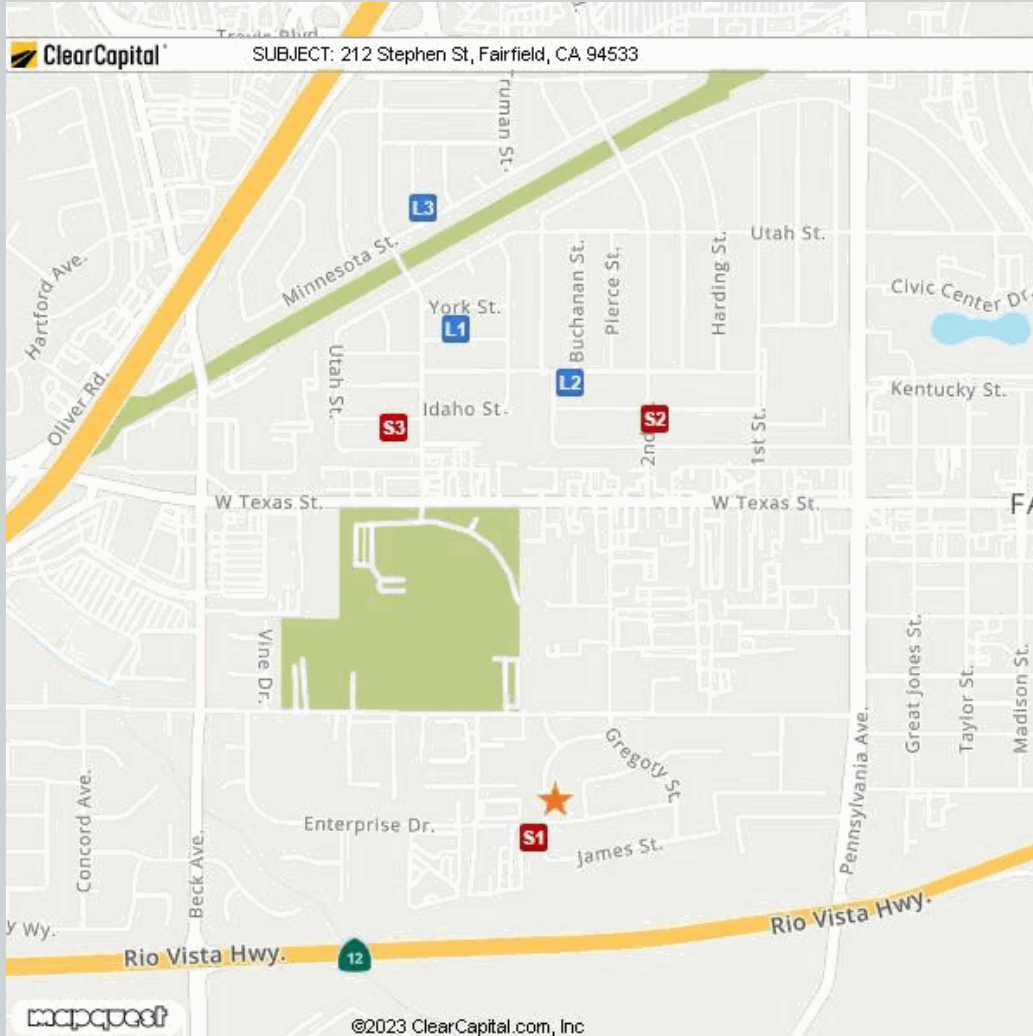 Travis Blvd.
ClearCapital
SUBJECT: 212 Stephen St, Fairfield, CA 94533
Truman St.
L3
Utah St.
Minnesota St.
Hartford Ave.
Buchanan St.
Pierce St.
Harding St.
Civic Center Dr.
York St.
L1
Utah St.
L2
Kentucky St.
Oliver Rd.
Idaho St.
S3
S2
2nd
1st St.
W Texas St.
W Texas St.
FA
Vine Dr.
Great Jones St.
Taylor St.
Madison St.
Gregory St.
Pennsylvania Ave.
Concord Ave.
Enterprise Dr.
S1
James St.
Beck Ave.
y Wy.
Rio Vista Hwy.
Rio Vista Hwy.
12
mapquest
©2023 ClearCapital.com, Inc